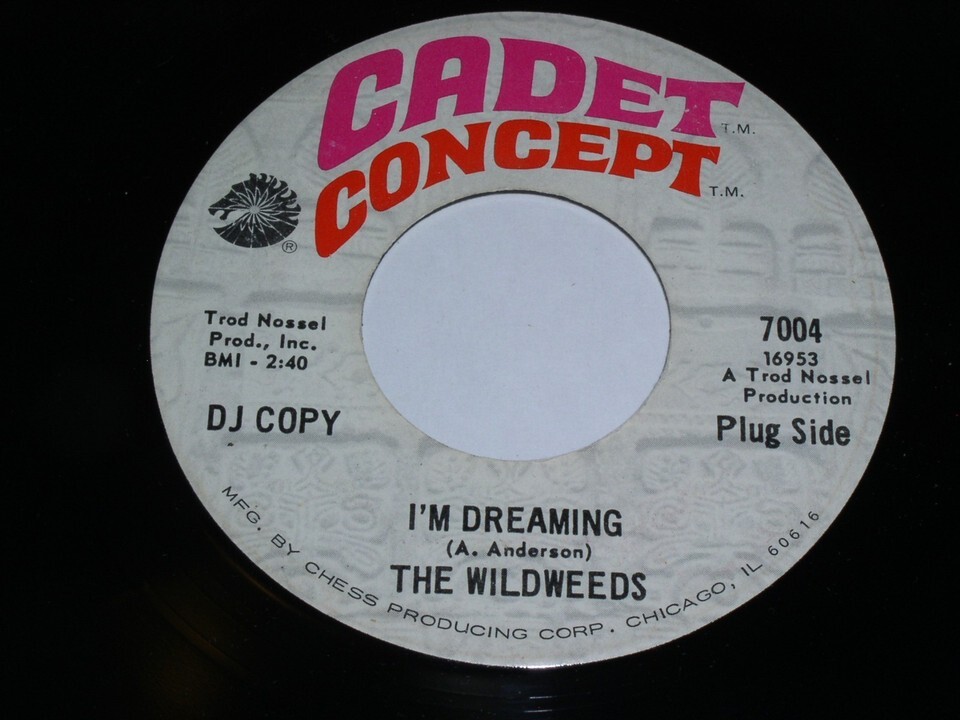 CADET T.M.
CONCEPT T.M.
®
Trod Nossel
Prod., Inc.
BMI - 2:40
DJ COPY
7004
16953
A Trod Nossel
Production
Plug Side
I'M DREAMING
(A. Anderson)
THE WILDWEEDS
MFG. BY CHESS PRODUCING CORP. CHICAGO, IL 60616